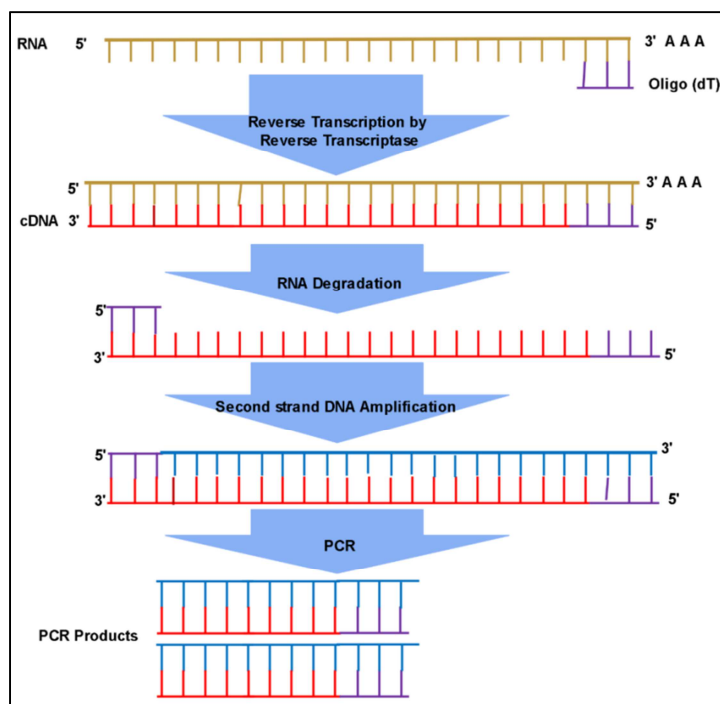 RNA 5' 3' A A A
Oligo (dT)
Reverse Transcription by
Reverse Transcriptase
5' 3' A A A
cDNA 3' 5'
RNA Degradation
5'
3' 5'
Second strand DNA Amplification
5' 3'
3' 5'
PCR
PCR Products